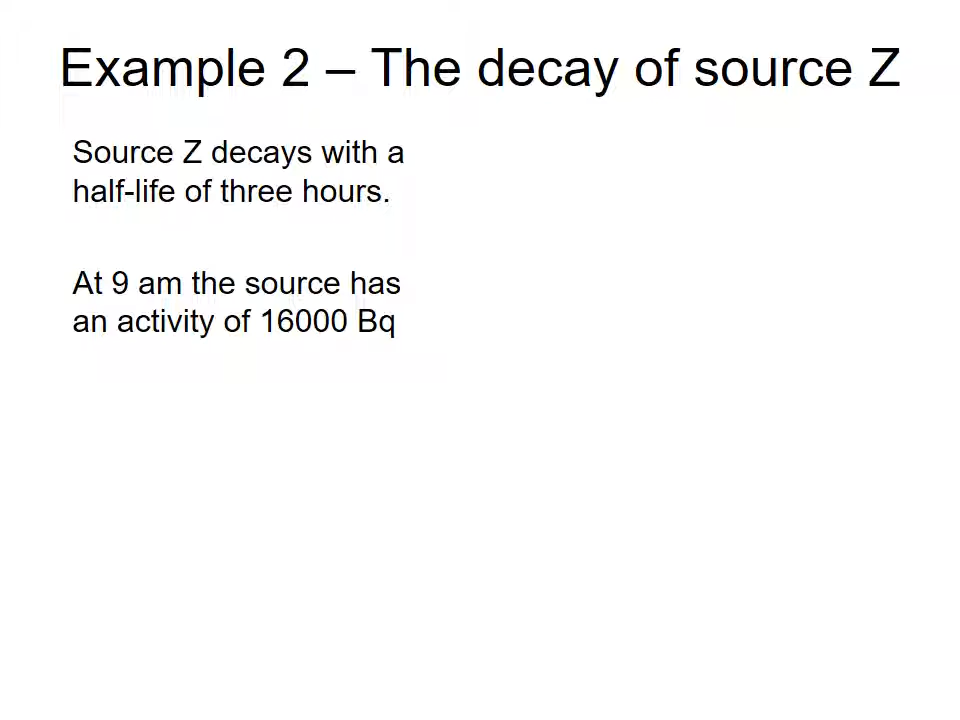 Example 2 – The decay of source Z
Source Z decays with a
half-life of three hours.
At 9 am the source has
an activity of 16000 Bq